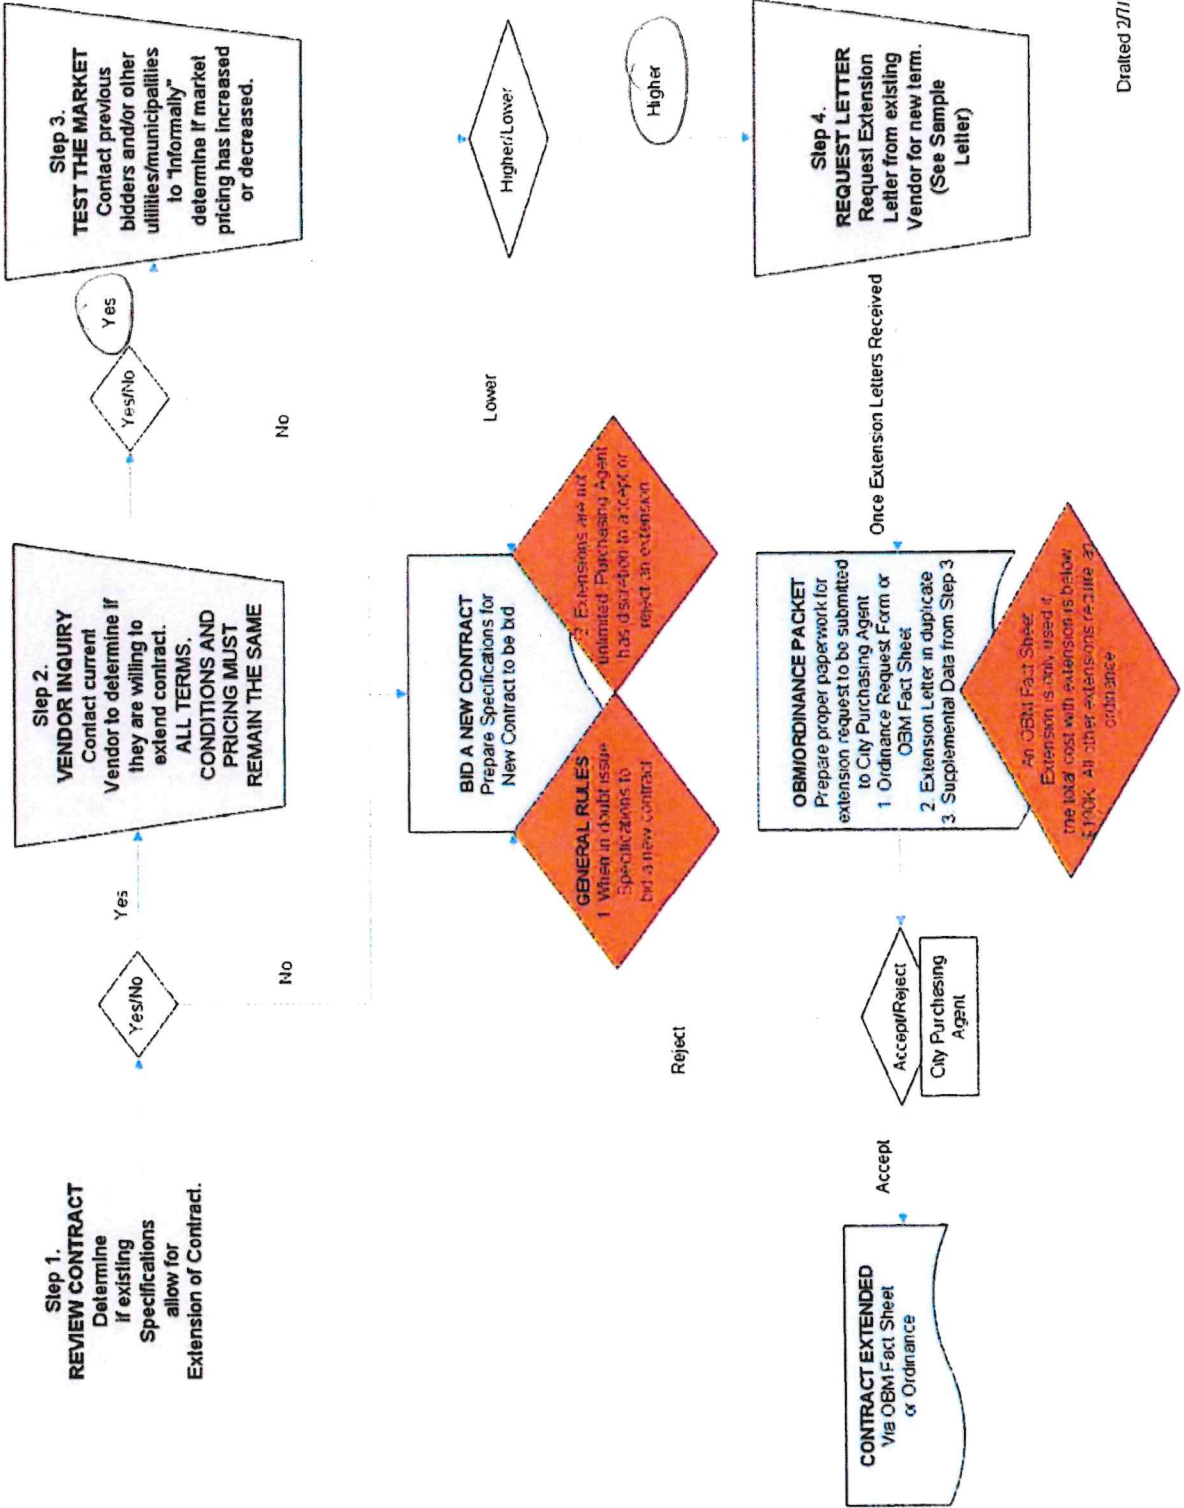 Step 1.
REVIEW CONTRACT
Determine
if existing
Specifications
allow for
Extension of Contract.
Yes/No
Yes
No
Step 2.
VENDOR INQUIRY
Contact current
Vendor to determine if
they are willing to
extend contract.
ALL TERMS.
CONDITIONS AND
PRICING MUST
REMAIN THE SAME
Yes/No
Yes
No
Step 3.
TEST THE MARKET
Contact previous
bidders and/or other
utilities/municipalities
to "informally"
determine if market
pricing has increased
or decreased.
Higher/Lower
Lower
Higher
BID A NEW CONTRACT
Prepare Specifications for
New Contract to be bid
GENERAL RULES
1 When in doubt issue
Specifications to
bid a new contract
2 Extensions are not
unlimited Purchasing Agent
has discretion to accept or
reject an extension
Step 4.
REQUEST LETTER
Request Extension
Letter from existing
Vendor for new term.
(See Sample
Letter)
Once Extension Letters Received
OBM/ORDINANCE PACKET
Prepare proper paperwork for
extension request to be submitted
to City Purchasing Agent
1 Ordinance Request Form or
OBM Fact Sheet
2. Extension Letter in duplicate
3. Supplemental Data from Step 3
An OBM Fact Sheet
Extension is only used if
the total cost with extension is below
$100K. All other extensions require an
ordinance
Accept/Reject
City Purchasing
Agent
Reject
Accept
CONTRACT EXTENDED
Via OBM Fact Sheet
or Ordinance
Drafted 2/7/